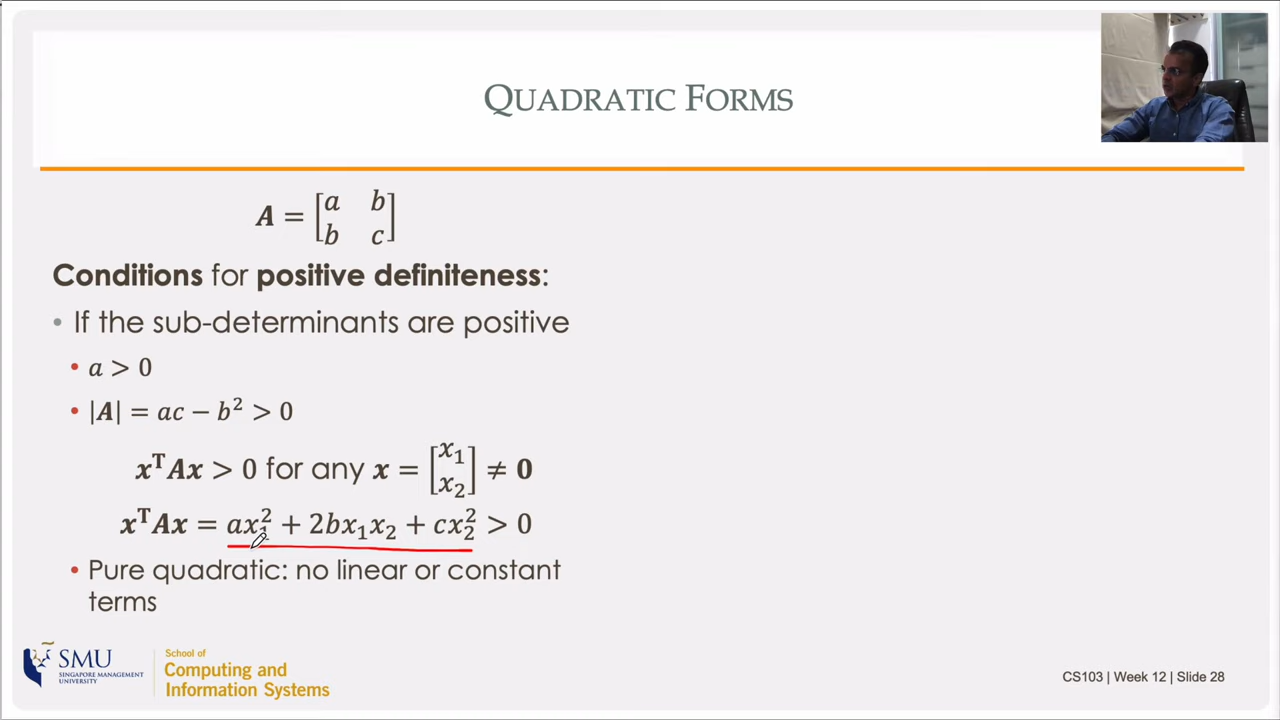 QUADRATIC FORMS
A = [a b
b c]
Conditions for positive definiteness:
• If the sub-determinants are positive
• a > 0
• |A| = ac − b² > 0
xᵀAx > 0 for any x = [x₁
x₂] ≠ 0
xᵀAx = ax₁² + 2bx₁x₂ + cx₂² > 0
• Pure quadratic: no linear or constant
terms
SMU
SINGAPORE MANAGEMENT
UNIVERSITY
School of
Computing and
Information Systems
CS103 | Week 12 | Slide 28